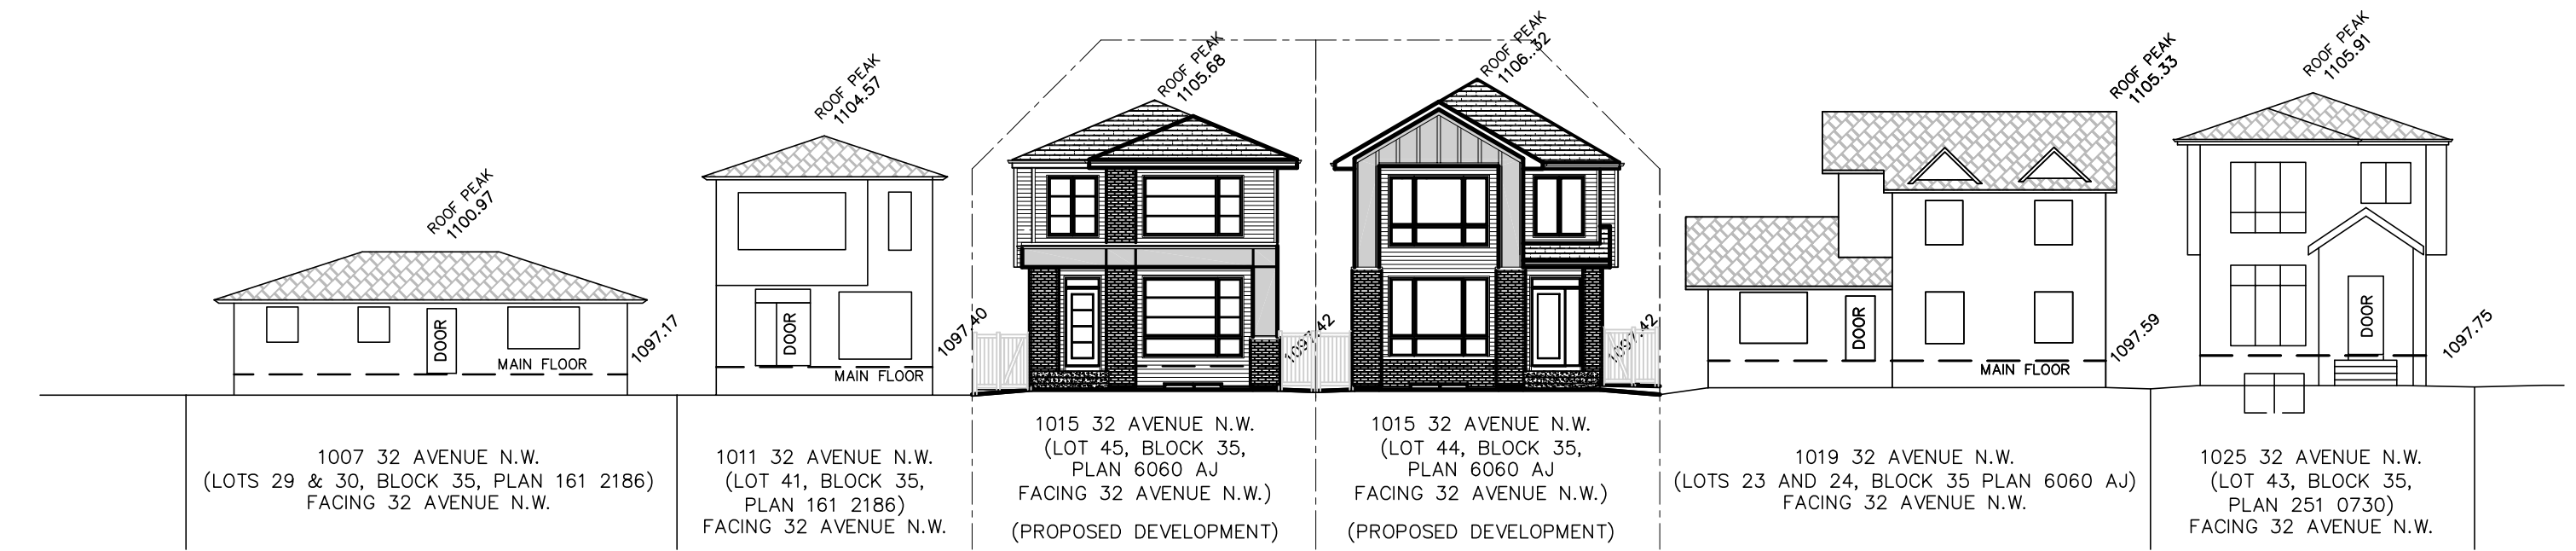 ROOF PEAK
1100.97
DOOR
MAIN FLOOR
1097.17
1007 32 AVENUE N.W.
(LOTS 29 & 30, BLOCK 35, PLAN 161 2186)
FACING 32 AVENUE N.W.
ROOF PEAK
1104.57
DOOR
MAIN FLOOR
1097.40
1011 32 AVENUE N.W.
(LOT 41, BLOCK 35,
PLAN 161 2186)
FACING 32 AVENUE N.W.
ROOF PEAK
1105.68
1097.42
1015 32 AVENUE N.W.
(LOT 45, BLOCK 35,
PLAN 6060 AJ
FACING 32 AVENUE N.W.)
(PROPOSED DEVELOPMENT)
ROOF PEAK
1106..32
1097.42
1015 32 AVENUE N.W.
(LOT 44, BLOCK 35,
PLAN 6060 AJ
FACING 32 AVENUE N.W.)
(PROPOSED DEVELOPMENT)
ROOF PEAK
1105.33
DOOR
MAIN FLOOR
1097.59
1019 32 AVENUE N.W.
(LOTS 23 AND 24, BLOCK 35 PLAN 6060 AJ)
FACING 32 AVENUE N.W.
ROOF PEAK
1105.91
DOOR
1097.75
1025 32 AVENUE N.W.
(LOT 43, BLOCK 35,
PLAN 251 0730)
FACING 32 AVENUE N.W.